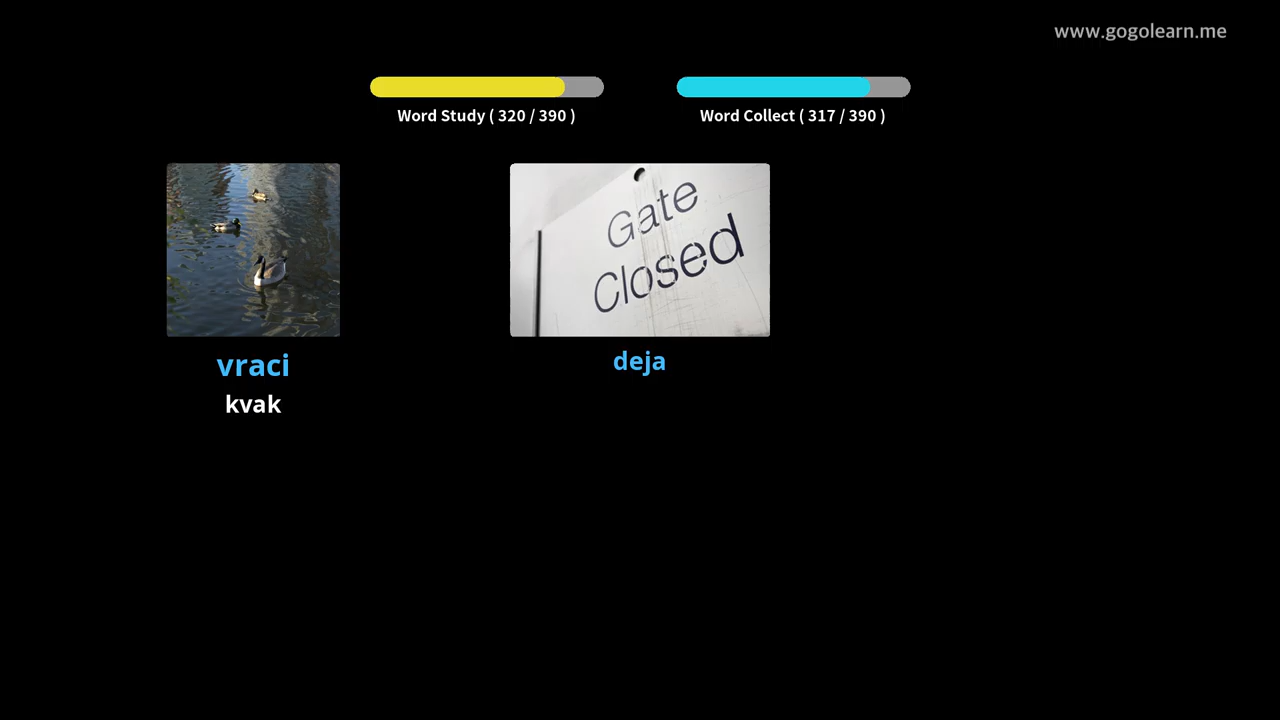 www.gogolearn.me
Word Study ( 320 / 390 )
Word Collect ( 317 / 390 )
Gate
Closed
vraci
deja
kvak